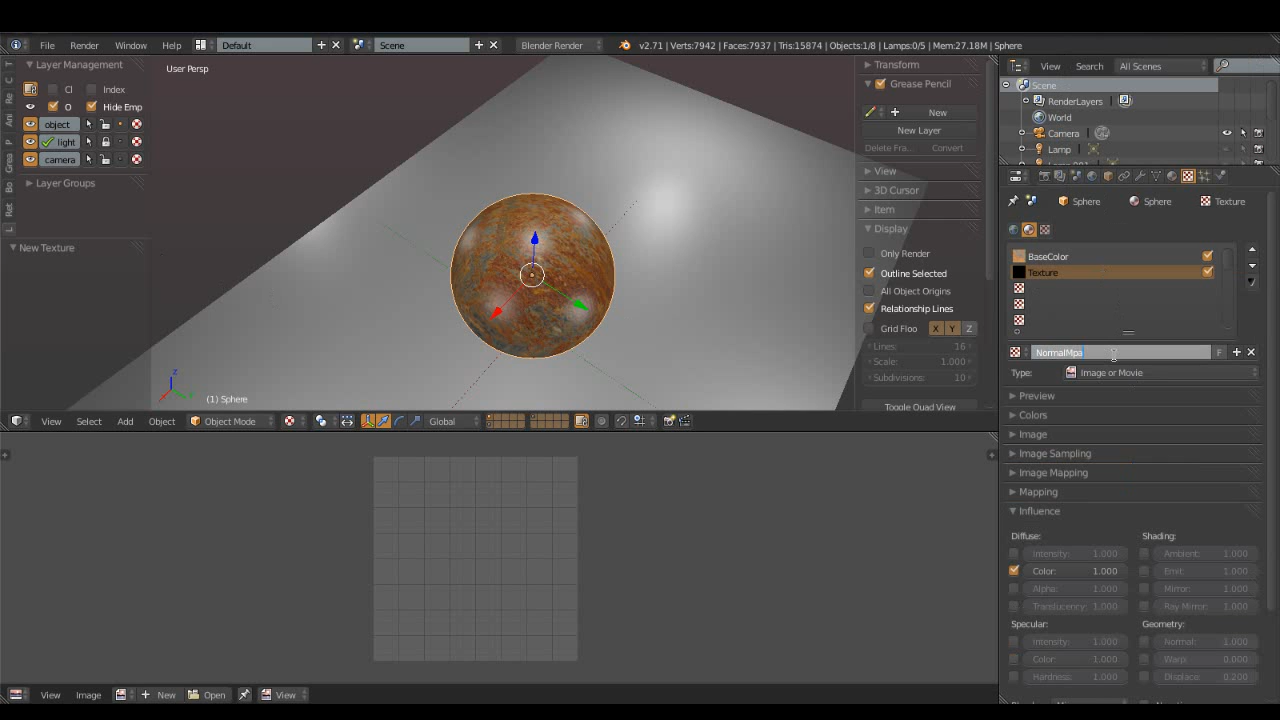 File Render Window Help Default Scene Blender Render v2.71 | Verts:7942 | Faces:7937 | Tris:15874 | Objects:1/8 | Lamps:0/5 | Mem:27.18M | Sphere
Layer Management
Cl Index
O Hide Emp
object
light
camera
Layer Groups
New Texture
User Persp
(1) Sphere
Transform
Grease Pencil
New
New Layer
Delete Fra... Convert
View
3D Cursor
Item
Display
Only Render
Outline Selected
All Object Origins
Relationship Lines
Grid Floo X Y Z
Lines: 16
Scale: 1.000
Subdivisions: 10
Toggle Quad View
View Select Add Object Object Mode Global
View Image New Open View
View Search All Scenes
Scene
RenderLayers
World
Camera
Lamp
Sphere Sphere Texture
BaseColor
Texture
NormalMpa F
Type: Image or Movie
Preview
Colors
Image
Image Sampling
Image Mapping
Mapping
Influence
Diffuse: Shading:
Intensity: 1.000 Ambient: 1.000
Color: 1.000 Emit: 1.000
Alpha: 1.000 Mirror: 1.000
Translucency: 1.000 Ray Mirror: 1.000
Specular: Geometry:
Intensity: 1.000 Normal: 1.000
Color: 1.000 Warp: 0.000
Hardness: 1.000 Displace: 0.200